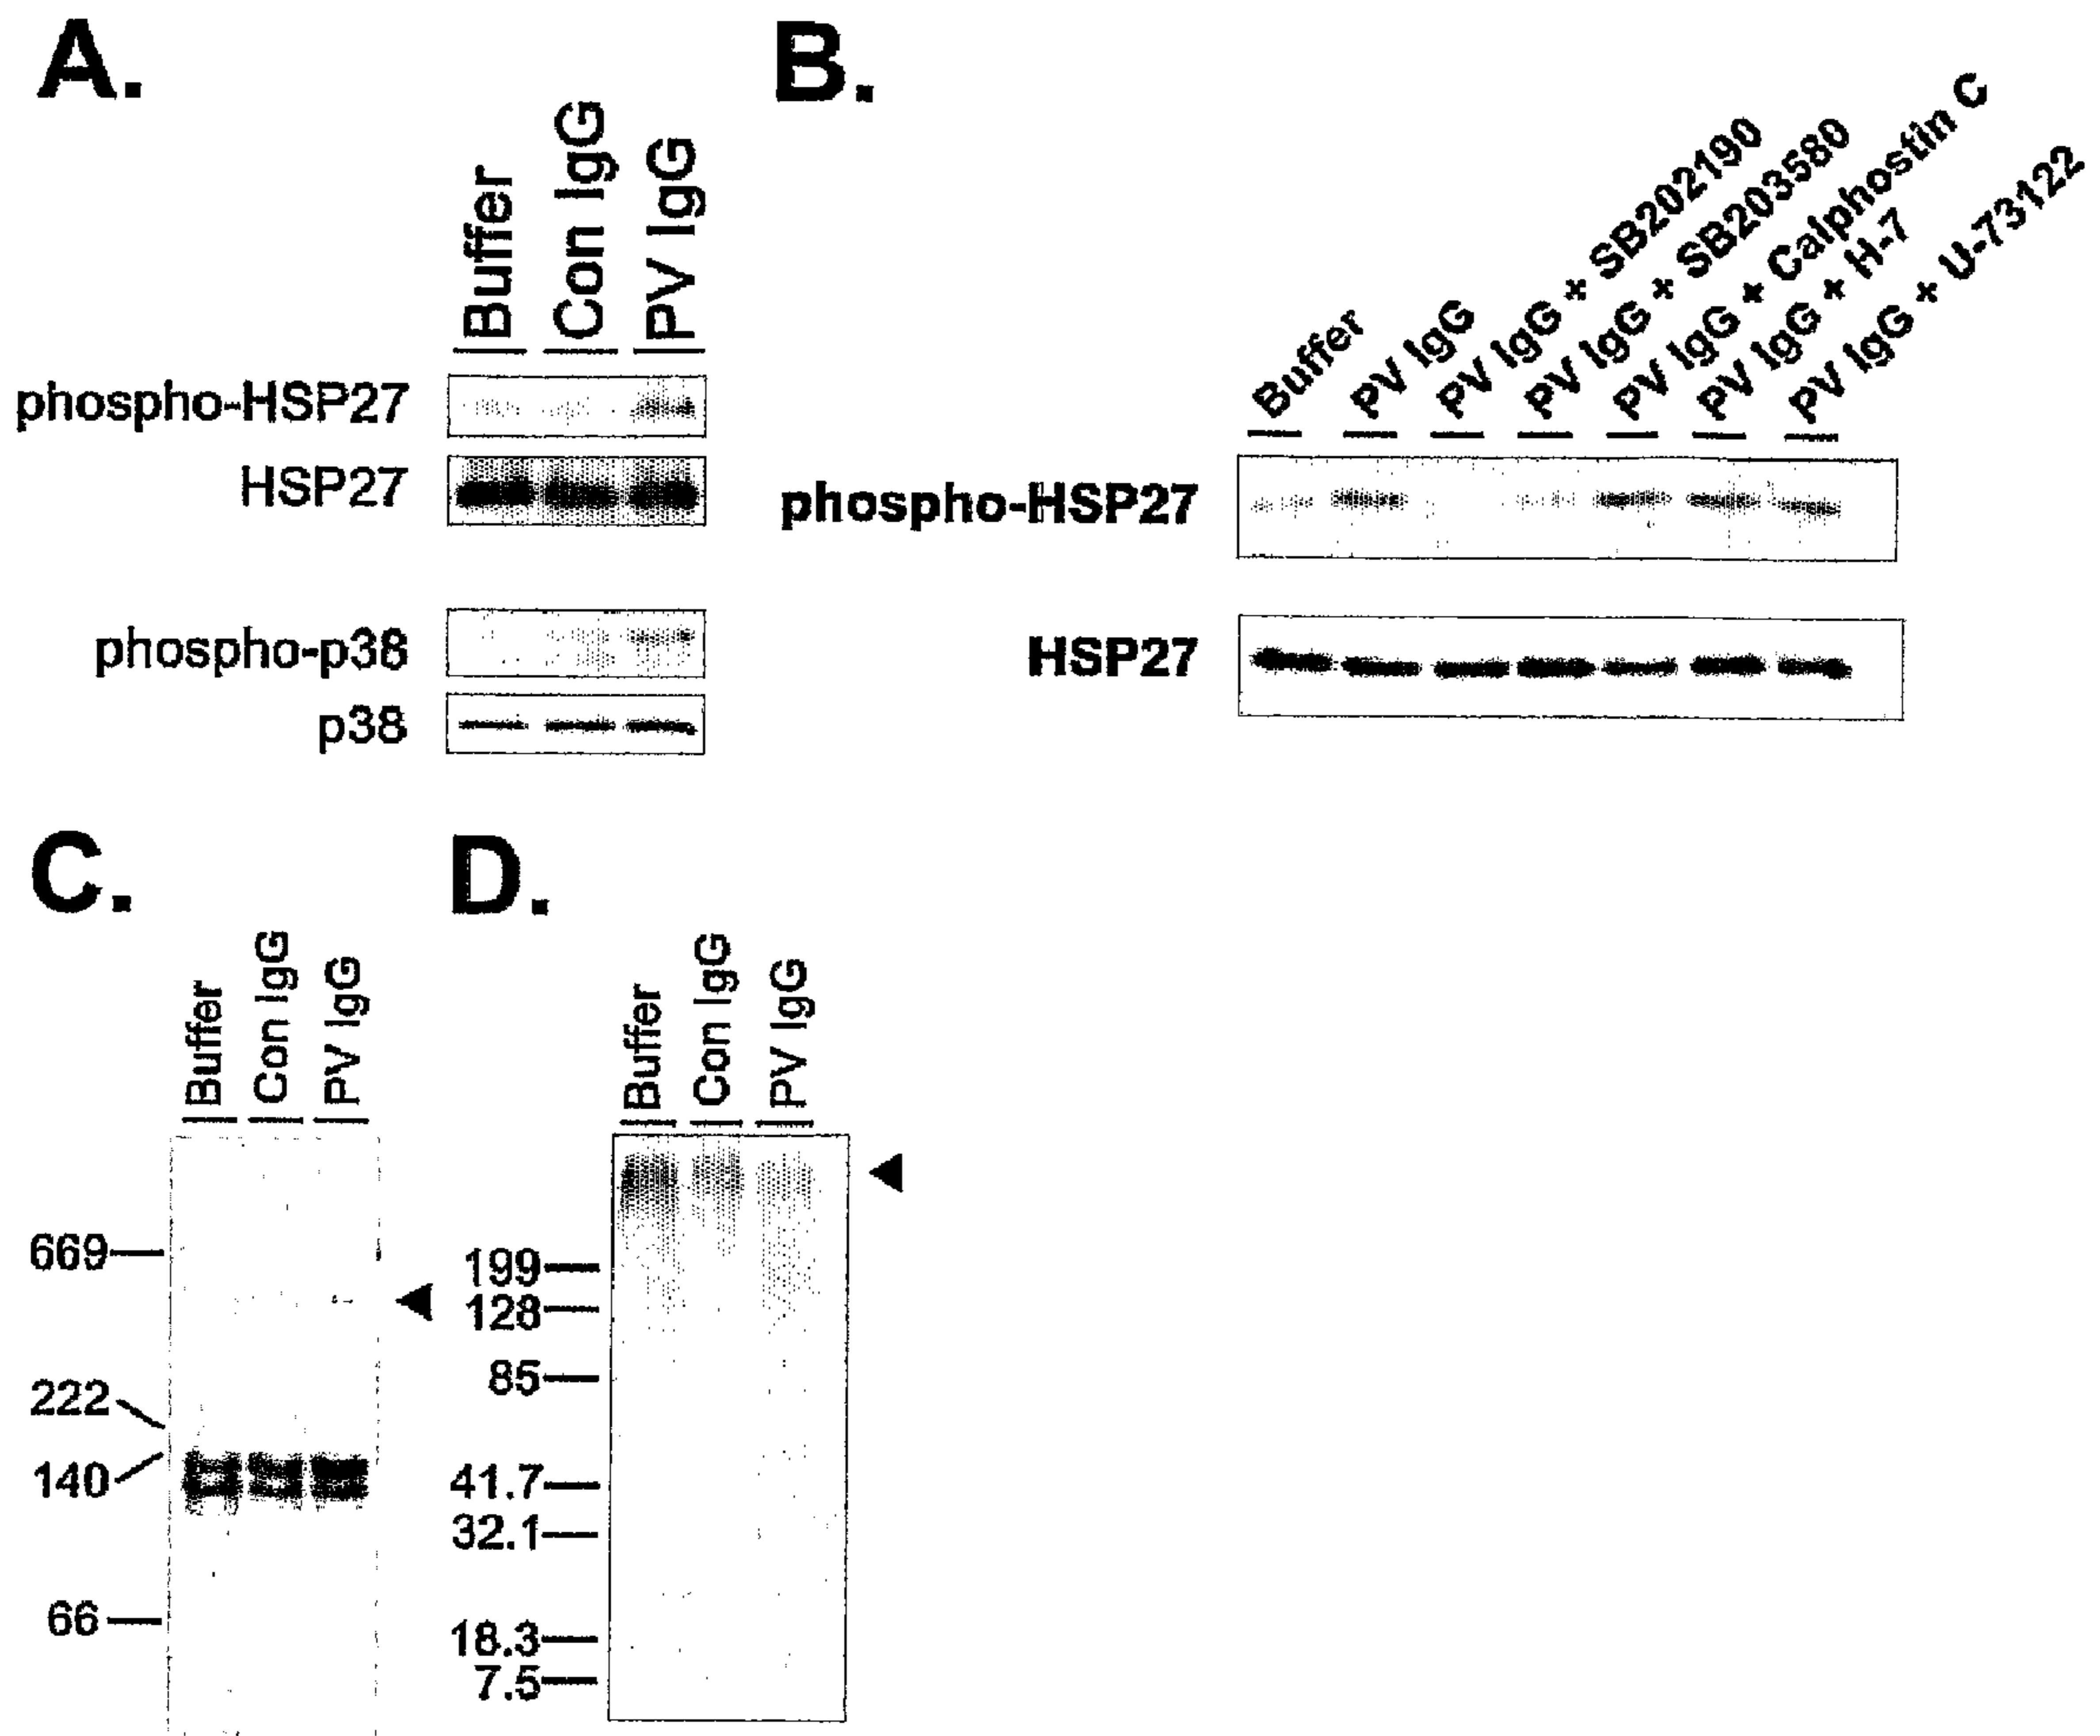 A.
Buffer
Con IgG
PV IgG
phospho-HSP27
HSP27
phospho-p38
p38
B.
Buffer
PV IgG
PV IgG + SB202190
PV IgG + SB203580
PV IgG + Calphostin C
PV IgG + H-7
PV IgG + U-73122
phospho-HSP27
HSP27
C.
Buffer
Con IgG
PV IgG
669
222
140
66
D.
Buffer
Con IgG
PV IgG
199
128
85
41.7
32.1
18.3
7.5